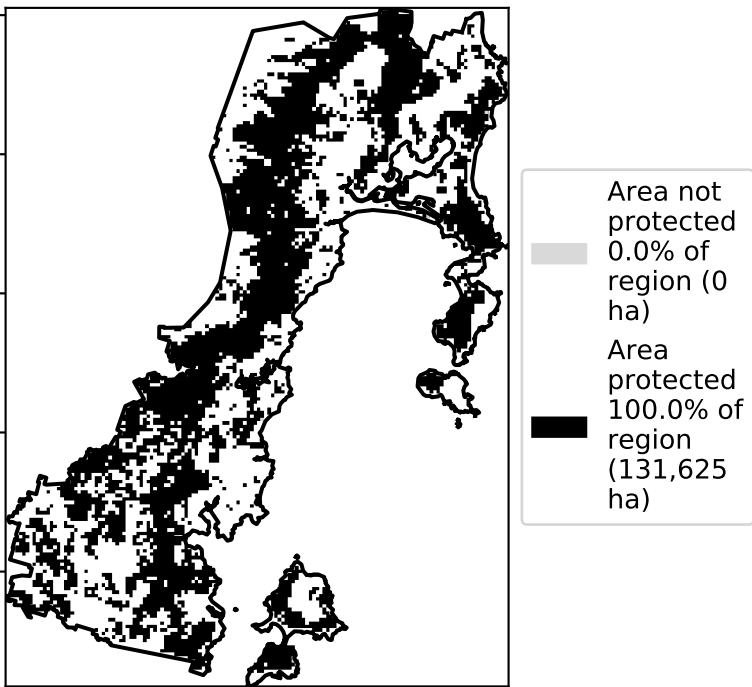 Area not
protected
0.0% of
region (0
ha)
Area
protected
100.0% of
region
(131,625
ha)